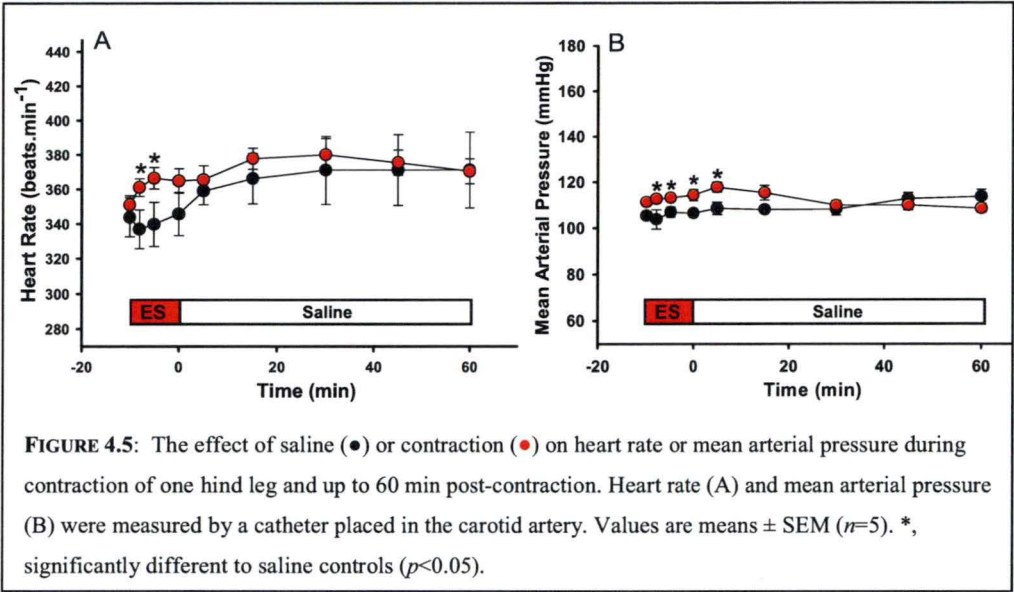 A
B
440
420
400
380
360
340
320
300
280
Heart Rate (beats.min⁻¹)
* *
ES
Saline
-20 0 20 40 60
Time (min)
180
160
140
120
100
80
60
Mean Arterial Pressure (mmHg)
* * * *
ES
Saline
-20 0 20 40 60
Time (min)
FIGURE 4.5: The effect of saline (●) or contraction (●) on heart rate or mean arterial pressure during
contraction of one hind leg and up to 60 min post-contraction. Heart rate (A) and mean arterial pressure
(B) were measured by a catheter placed in the carotid artery. Values are means ± SEM (n=5). *,
significantly different to saline controls (p<0.05).